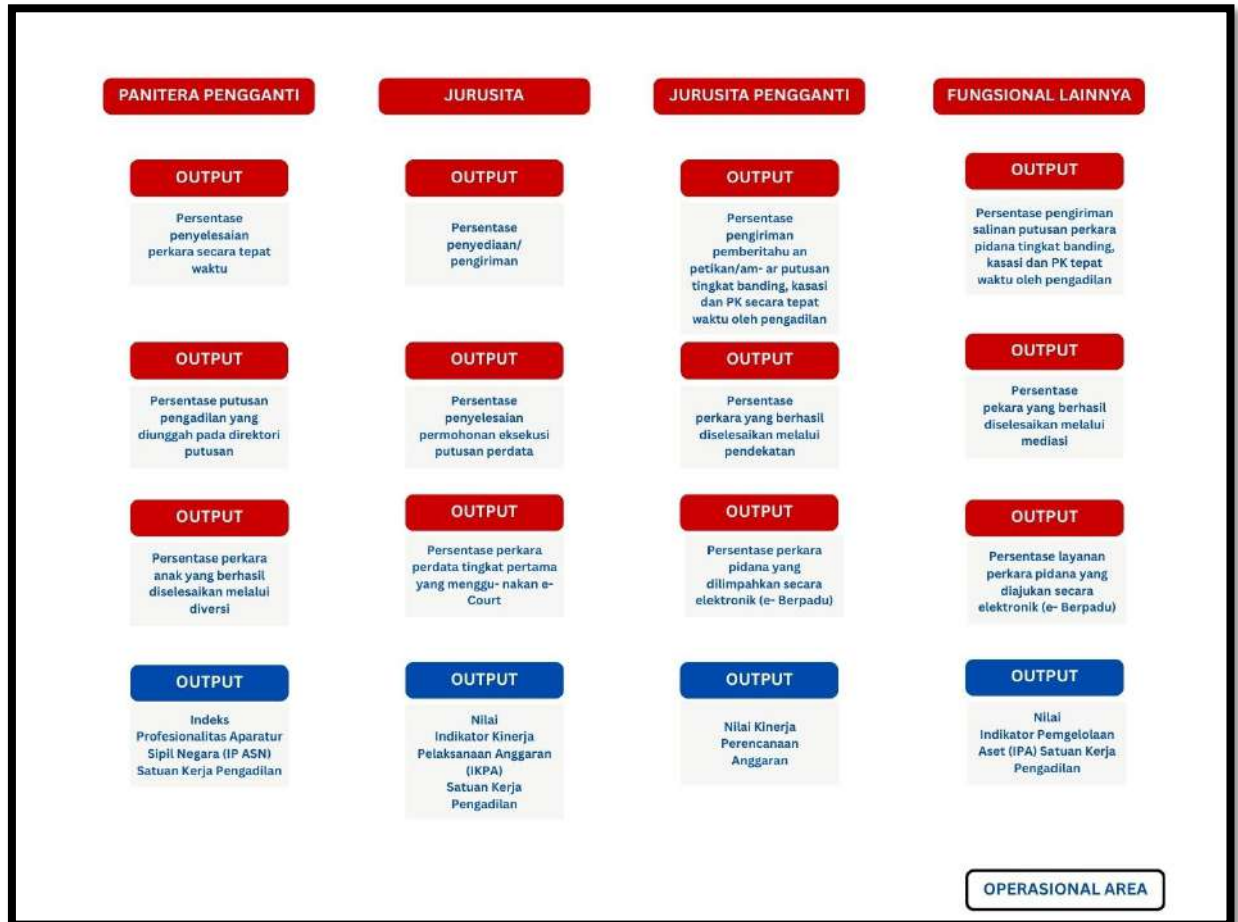 PANITERA PENGGANTI
JURUSITA
JURUSITA PENGGANTI
FUNGSIONAL LAINNYA
OUTPUT
Persentase
penyelesaian
perkara secara tepat
waktu
OUTPUT
Persentase
penyediaan/
pengiriman
OUTPUT
Persentase
pengiriman
pemberitahu an
petikan/am- ar putusan
tingkat banding, kasasi
dan PK secara tepat
waktu oleh pengadilan
OUTPUT
Persentase pengiriman
salinan putusan perkara
pidana tingkat banding,
kasasi dan PK tepat
waktu oleh pengadilan
OUTPUT
Persentase putusan
pengadilan yang
diunggah pada direktori
putusan
OUTPUT
Persentase
penyelesaian
permohonan eksekusi
putusan perdata
OUTPUT
Persentase
perkara yang berhasil
diselesaikan melalui
pendekatan
OUTPUT
Persentase
pekara yang berhasil
diselesaikan melalui
mediasi
OUTPUT
Persentase perkara
anak yang berhasil
diselesaikan melalui
diversi
OUTPUT
Persentase perkara
perdata tingkat pertama
yang menggu- nakan e-
Court
OUTPUT
Persentase perkara
pidana yang
dilimpahkan secara
elektronik (e- Berpadu)
OUTPUT
Persentase layanan
perkara pidana yang
diajukan secara
elektronik (e- Berpadu)
OUTPUT
Indeks
Profesionalitas Aparatur
Sipil Negara (IP ASN)
Satuan Kerja Pengadilan
OUTPUT
Nilai
Indikator Kinerja
Pelaksanaan Anggaran
(IKPA)
Satuan Kerja
Pengadilan
OUTPUT
Nilai Kinerja
Perencanaan
Anggaran
OUTPUT
Nilai
Indikator Pemgelolaan
Aset (IPA) Satuan Kerja
Pengadilan
OPERASIONAL AREA